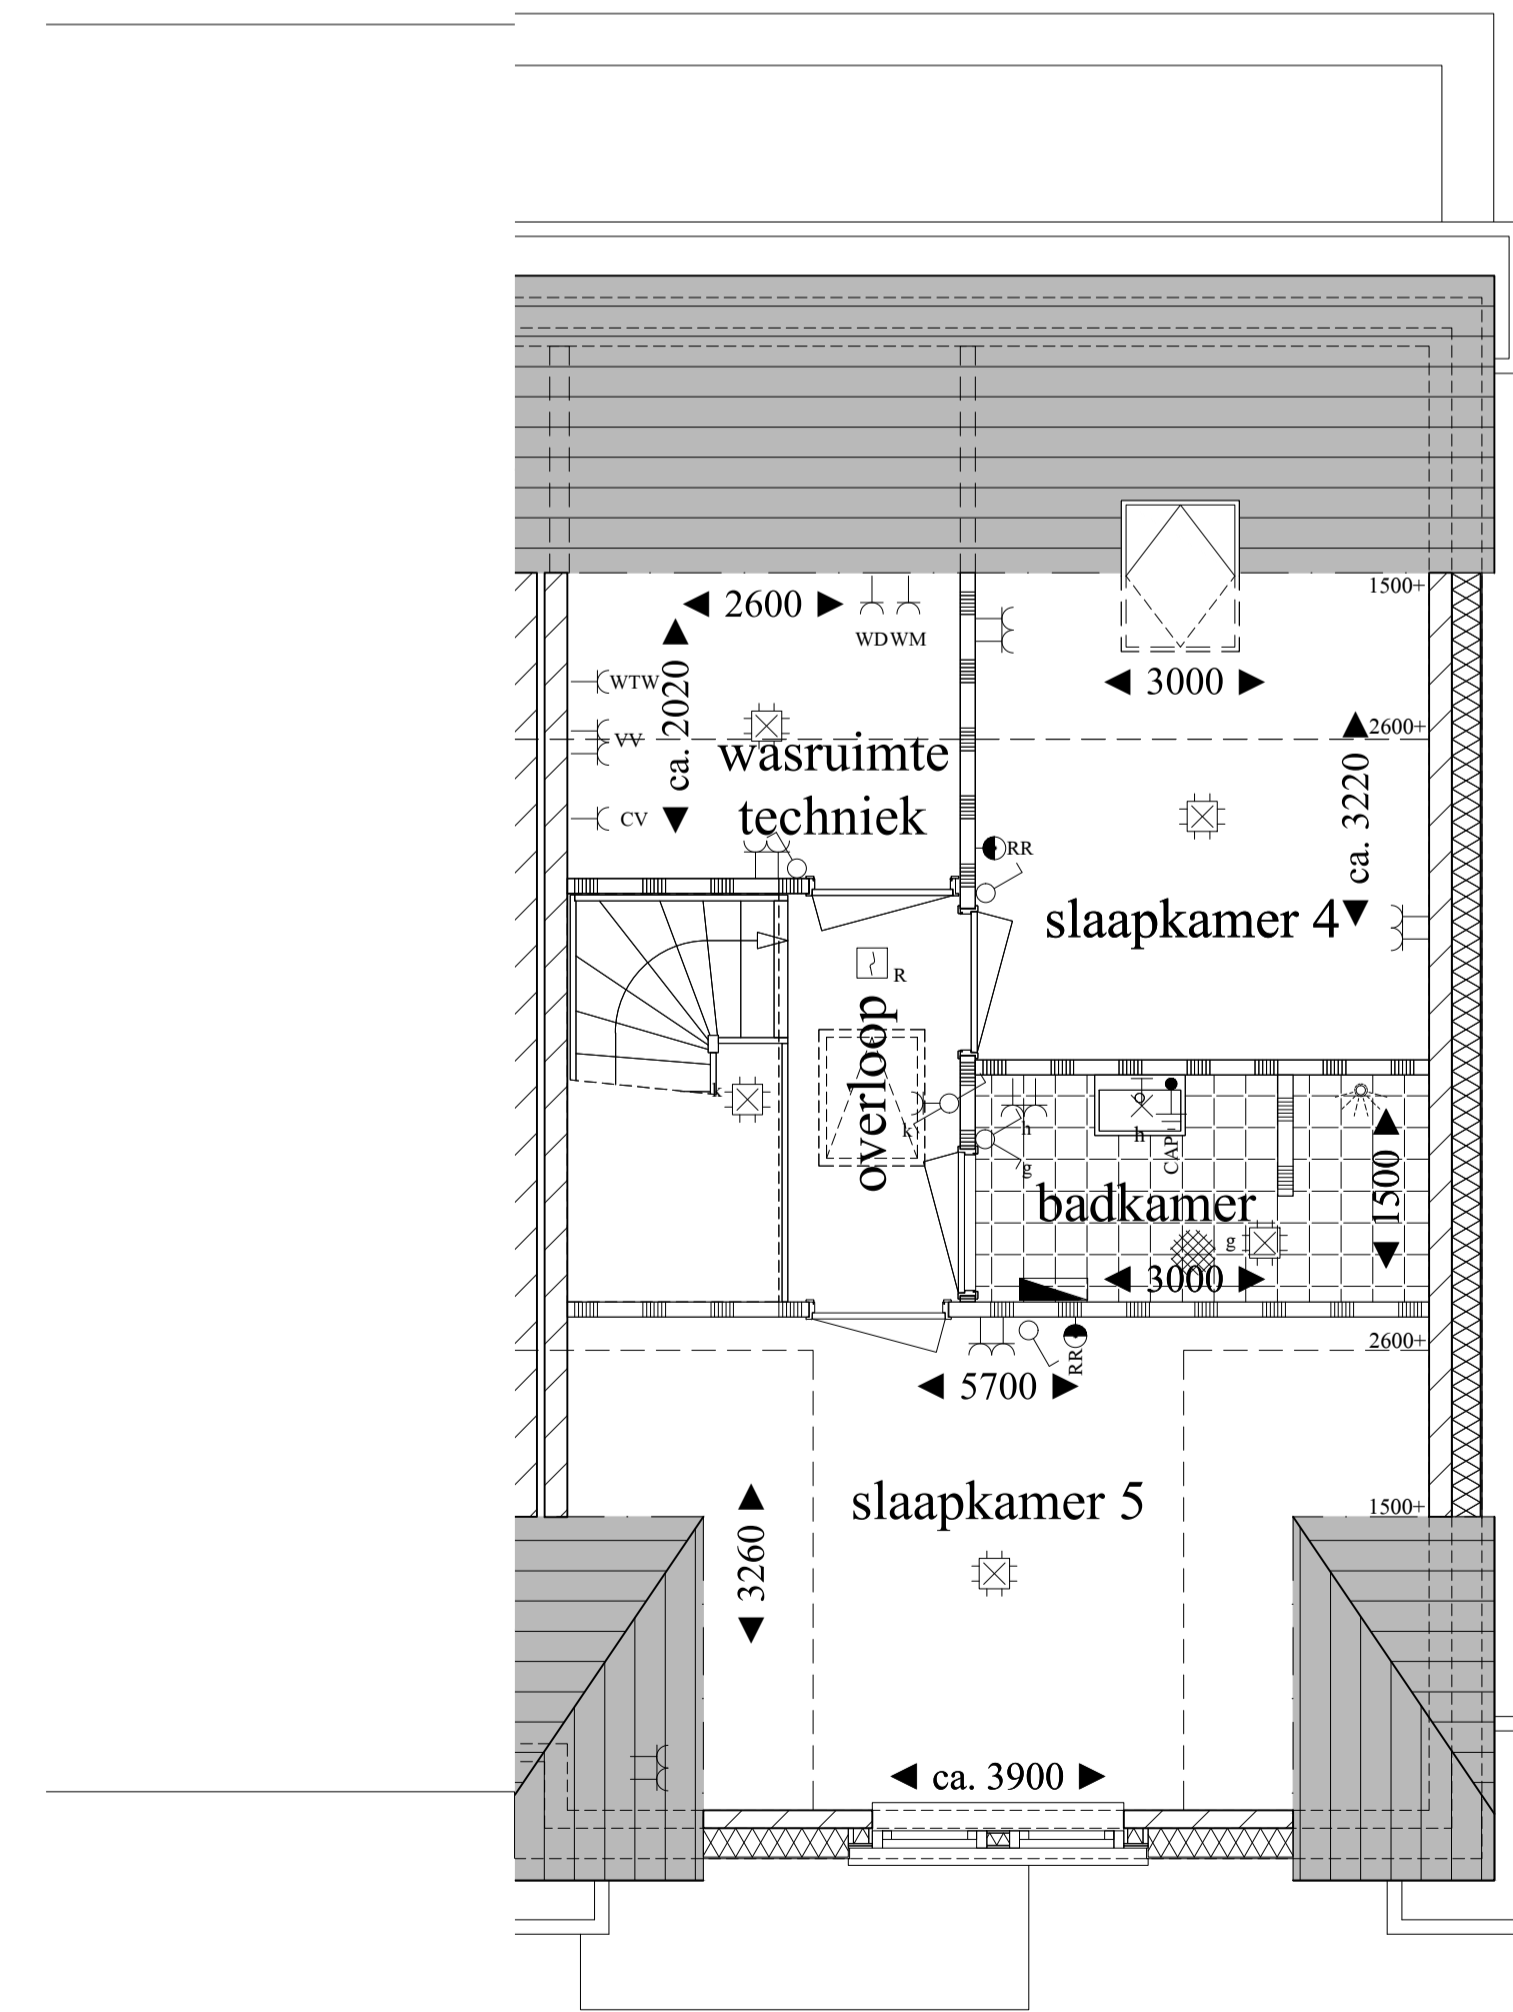 1500+
2600
WD WM
WTW
3000
ca. 2020
2600+
VV
wasruimte
techniek
CV
ca. 3220
RR
slaapkamer 4
R
overloop
k
k
h
h
CAP
g
1500
badkamer
g
3000
2600+
RR
5700
slaapkamer 5
1500+
3260
ca. 3900